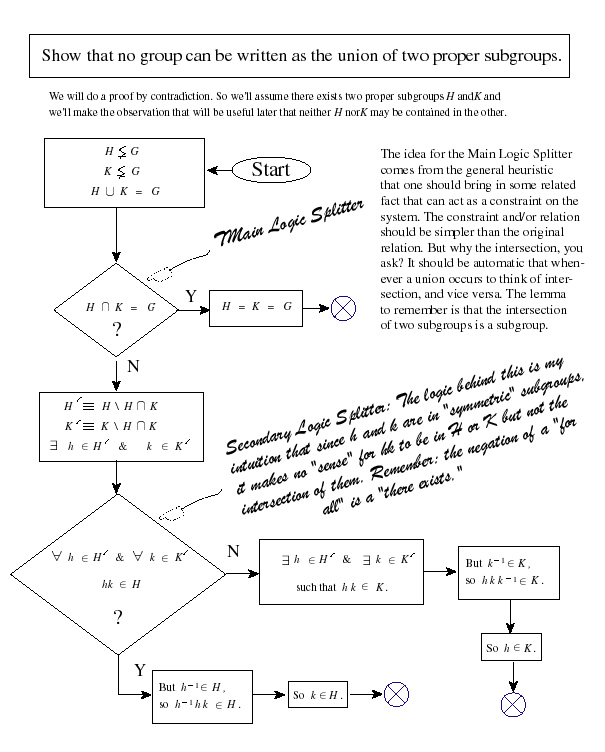 Show that no group can be written as the union of two proper subgroups.
We will do a proof by contradiction. So we'll assume there exists two proper subgroups H and K and
we'll make the observation that will be useful later that neither H nor K may be contained in the other.
H ≨ G
K ≨ G
H ∪ K = G
Start
The idea for the Main Logic Splitter
comes from the general heuristic
that one should bring in some related
fact that can act as a constraint on the
system. The constraint and/or relation
should be simpler than the original
relation. But why the intersection, you
ask? It should be automatic that when-
ever a union occurs to think of inter-
section, and vice versa. The lemma
to remember is that the intersection
of two subgroups is a subgroup.
TMain Logic Splitter
H ∩ K = G
?
Y
H = K = G
N
H′ ≡ H \ H ∩ K
K′ ≡ K \ H ∩ K
∃ h ∈ H′ & k ∈ K′
Secondary Logic Splitter: The logic behind this is my
intuition that since h and k are in "symmetric" subgroups,
it makes no "sense" for hk to be in H or K but not the
intersection of them. Remember: the negation of a "for
all" is a "there exists."
∀ h ∈ H′ & ∀ k ∈ K′
hk ∈ H
?
N
∃ h ∈ H′ & ∃ k ∈ K′
such that h k ∈ K.
But k⁻¹ ∈ K,
so h k k⁻¹ ∈ K.
So h ∈ K.
Y
But h⁻¹ ∈ H,
so h⁻¹ h k ∈ H.
So k ∈ H.